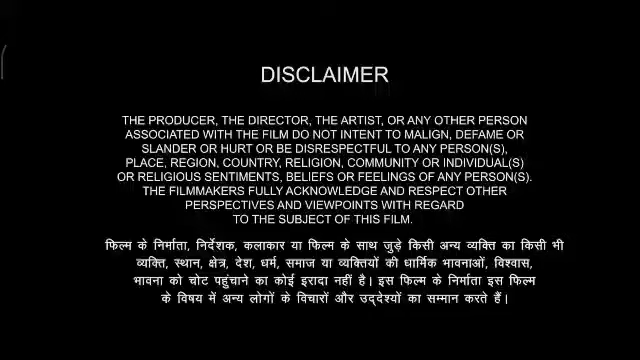 DISCLAIMER
THE PRODUCER, THE DIRECTOR, THE ARTIST, OR ANY OTHER PERSON
ASSOCIATED WITH THE FILM DO NOT INTENT TO MALIGN, DEFAME OR
SLANDER OR HURT OR BE DISRESPECTFUL TO ANY PERSON(S),
PLACE, REGION, COUNTRY, RELIGION, COMMUNITY OR INDIVIDUAL(S)
OR RELIGIOUS SENTIMENTS, BELIEFS OR FEELINGS OF ANY PERSON(S).
THE FILMMAKERS FULLY ACKNOWLEDGE AND RESPECT OTHER
PERSPECTIVES AND VIEWPOINTS WITH REGARD
TO THE SUBJECT OF THIS FILM.
फिल्म के निर्माता, निर्देशक, कलाकार या फिल्म के साथ जुड़े किसी अन्य व्यक्ति का किसी भी
व्यक्ति, स्थान, क्षेत्र, देश, धर्म, समाज या व्यक्तियों की धार्मिक भावनाओं, विश्वास,
भावना को चोट पहुंचाने का कोई इरादा नहीं है। इस फिल्म के निर्माता इस फिल्म
के विषय में अन्य लोगों के विचारों और उद्देश्यों का सम्मान करते हैं।